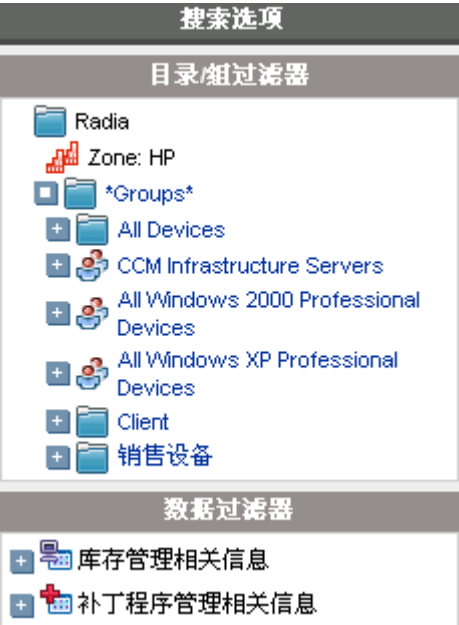 搜索选项
目录/组过滤器
Radia
Zone: HP
*Groups*
All Devices
CCM Infrastructure Servers
All Windows 2000 Professional
Devices
All Windows XP Professional
Devices
Client
销售设备
数据过滤器
库存管理相关信息
补丁程序管理相关信息